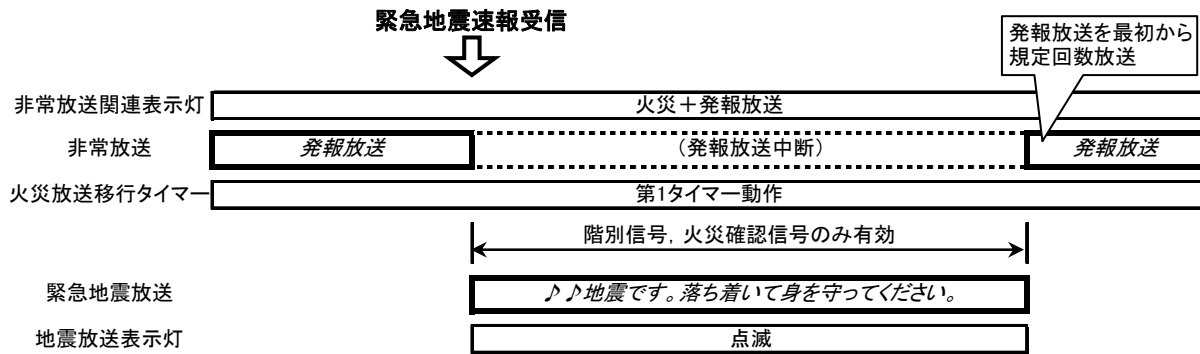 緊急地震速報受信
発報放送を最初から
規定回数放送
非常放送関連表示灯
火災＋発報放送
非常放送
発報放送
（発報放送中断）
発報放送
火災放送移行タイマー
第1タイマー動作
階別信号，火災確認信号のみ有効
緊急地震放送
♪♪地震です。落ち着いて身を守ってください。
地震放送表示灯
点滅